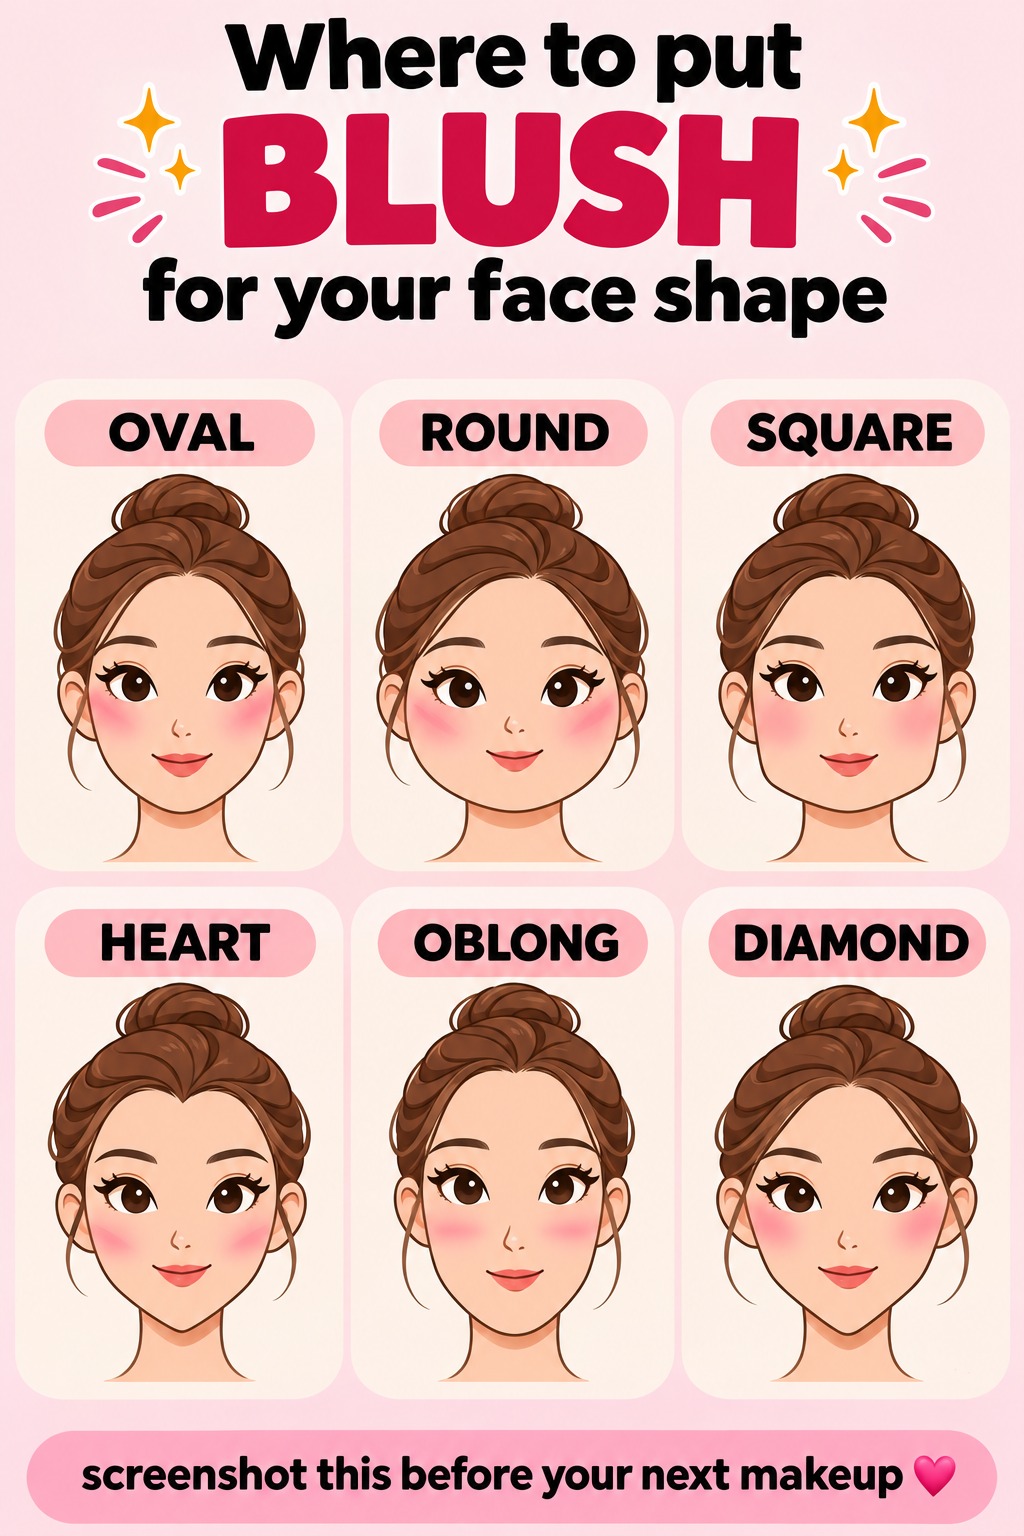 Where to put
BLUSH
for your face shape
OVAL
ROUND
SQUARE
HEART
OBLONG
DIAMOND
screenshot this before your next makeup 💗